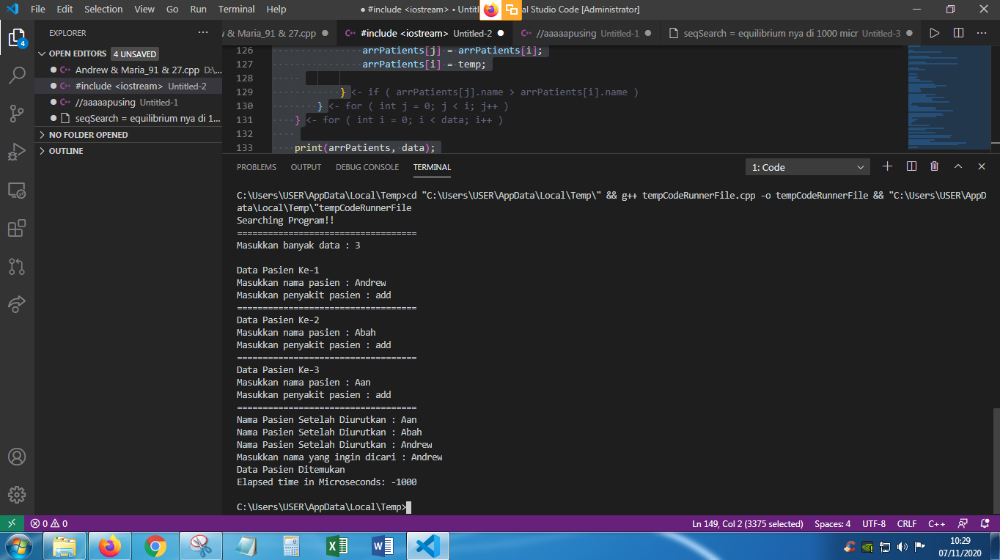 File Edit Selection View Go Run Terminal Help
● #include <iostream> • Untitl
al Studio Code [Administrator]
EXPLORER
OPEN EDITORS 4 UNSAVED
Andrew & Maria_91 & 27.cpp D:\...
#include <iostream> Untitled-2
//aaaaapusing Untitled-1
seqSearch = equilibrium nya di 1...
NO FOLDER OPENED
OUTLINE
4
& Maria_91 & 27.cpp ●
#include <iostream> Untitled-2 ●
//aaaaapusing Untitled-1 ●
seqSearch = equilibrium nya di 1000 micr Untitled-3 ●
126 arrPatients[j] = arrPatients[i];
127 arrPatients[i] = temp;
128
129 } <- if ( arrPatients[j].name > arrPatients[i].name )
130 } <- for ( int j = 0; j < i; j++ )
131 } <- for ( int i = 0; i < data; i++ )
132
133 print(arrPatients, data);
PROBLEMS OUTPUT DEBUG CONSOLE TERMINAL
1: Code
C:\Users\USER\AppData\Local\Temp>cd "C:\Users\USER\AppData\Local\Temp\" && g++ tempCodeRunnerFile.cpp -o tempCodeRunnerFile && "C:\Users\USER\AppD
ata\Local\Temp\"tempCodeRunnerFile
Searching Program!!
===================================
Masukkan banyak data : 3
Data Pasien Ke-1
Masukkan nama pasien : Andrew
Masukkan penyakit pasien : add
===================================
Data Pasien Ke-2
Masukkan nama pasien : Abah
Masukkan penyakit pasien : add
===================================
Data Pasien Ke-3
Masukkan nama pasien : Aan
Masukkan penyakit pasien : add
===================================
Nama Pasien Setelah Diurutkan : Aan
Nama Pasien Setelah Diurutkan : Abah
Nama Pasien Setelah Diurutkan : Andrew
Masukkan nama yang ingin dicari : Andrew
Data Pasien Ditemukan
Elapsed time in Microseconds: -1000
C:\Users\USER\AppData\Local\Temp>
0 0
Ln 149, Col 2 (3375 selected) Spaces: 4 UTF-8 CRLF C++
10:29
07/11/2020